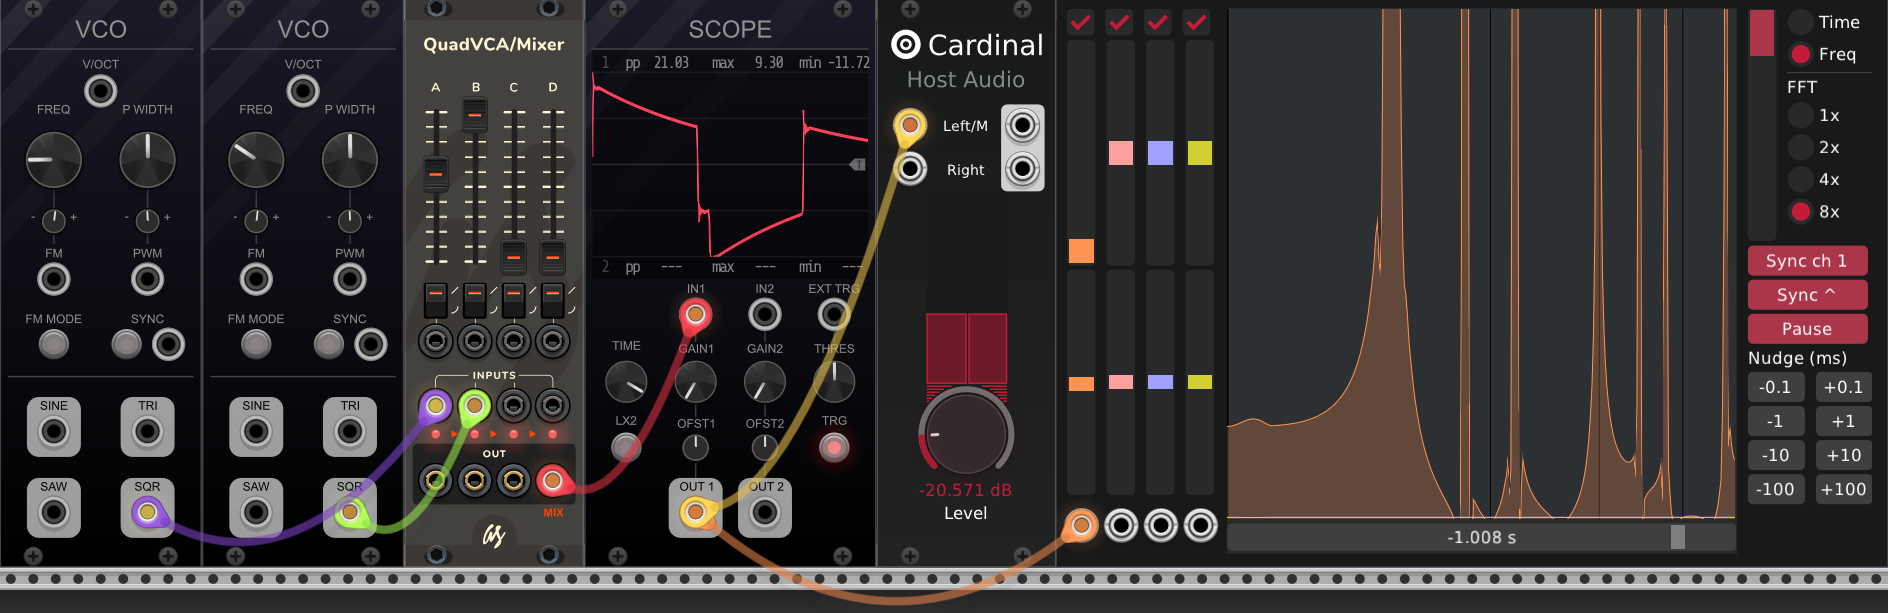 VCO
V/OCT
FREQ P WIDTH
- + - +
FM PWM
FM MODE SYNC
SINE TRI
SAW SQR
VCO
V/OCT
FREQ P WIDTH
- + - +
FM PWM
FM MODE SYNC
SINE TRI
SAW SQR
QuadVCA/Mixer
A B C D
INPUTS
OUT
MIX
as
SCOPE
1 pp 21.03 max 9.30 min -11.72
T
2 pp --- max --- min ---
IN1 IN2 EXT TRG
TIME GAIN1 GAIN2 THRES
LX2 OFST1 OFST2 TRG
OUT 1 OUT 2
Cardinal
Host Audio
Left/M
Right
-20.571 dB
Level
-1.008 s
Time
Freq
FFT
1x
2x
4x
8x
Sync ch 1
Sync ^
Pause
Nudge (ms)
-0.1 +0.1
-1 +1
-10 +10
-100 +100